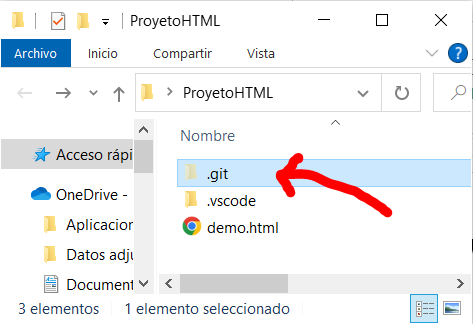 ProyetoHTML
Archivo Inicio Compartir Vista
ProyetoHTML
Nombre
Acceso rápi
.git
OneDrive -
.vscode
Aplicacion
demo.html
Datos adju
Document
3 elementos 1 elemento seleccionado